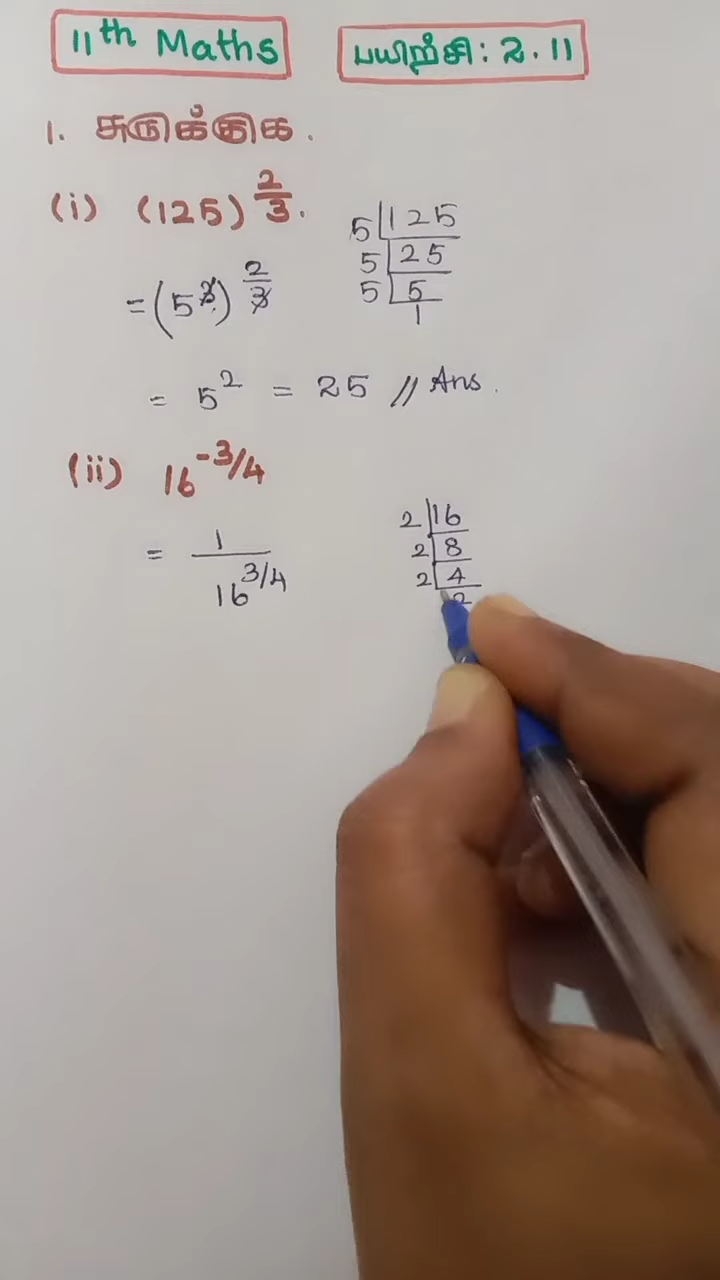 11th Maths
பயிற்சி: 2.11
1. சுருக்குக.
(i) (125)^2/3.
5 | 125
5 | 25
5 | 5
1
= (5^3)^2/3
= 5^2 = 25 // Ans.
(ii) 16^-3/4
= 1 / 16^3/4
2 | 16
2 | 8
2 | 4
2